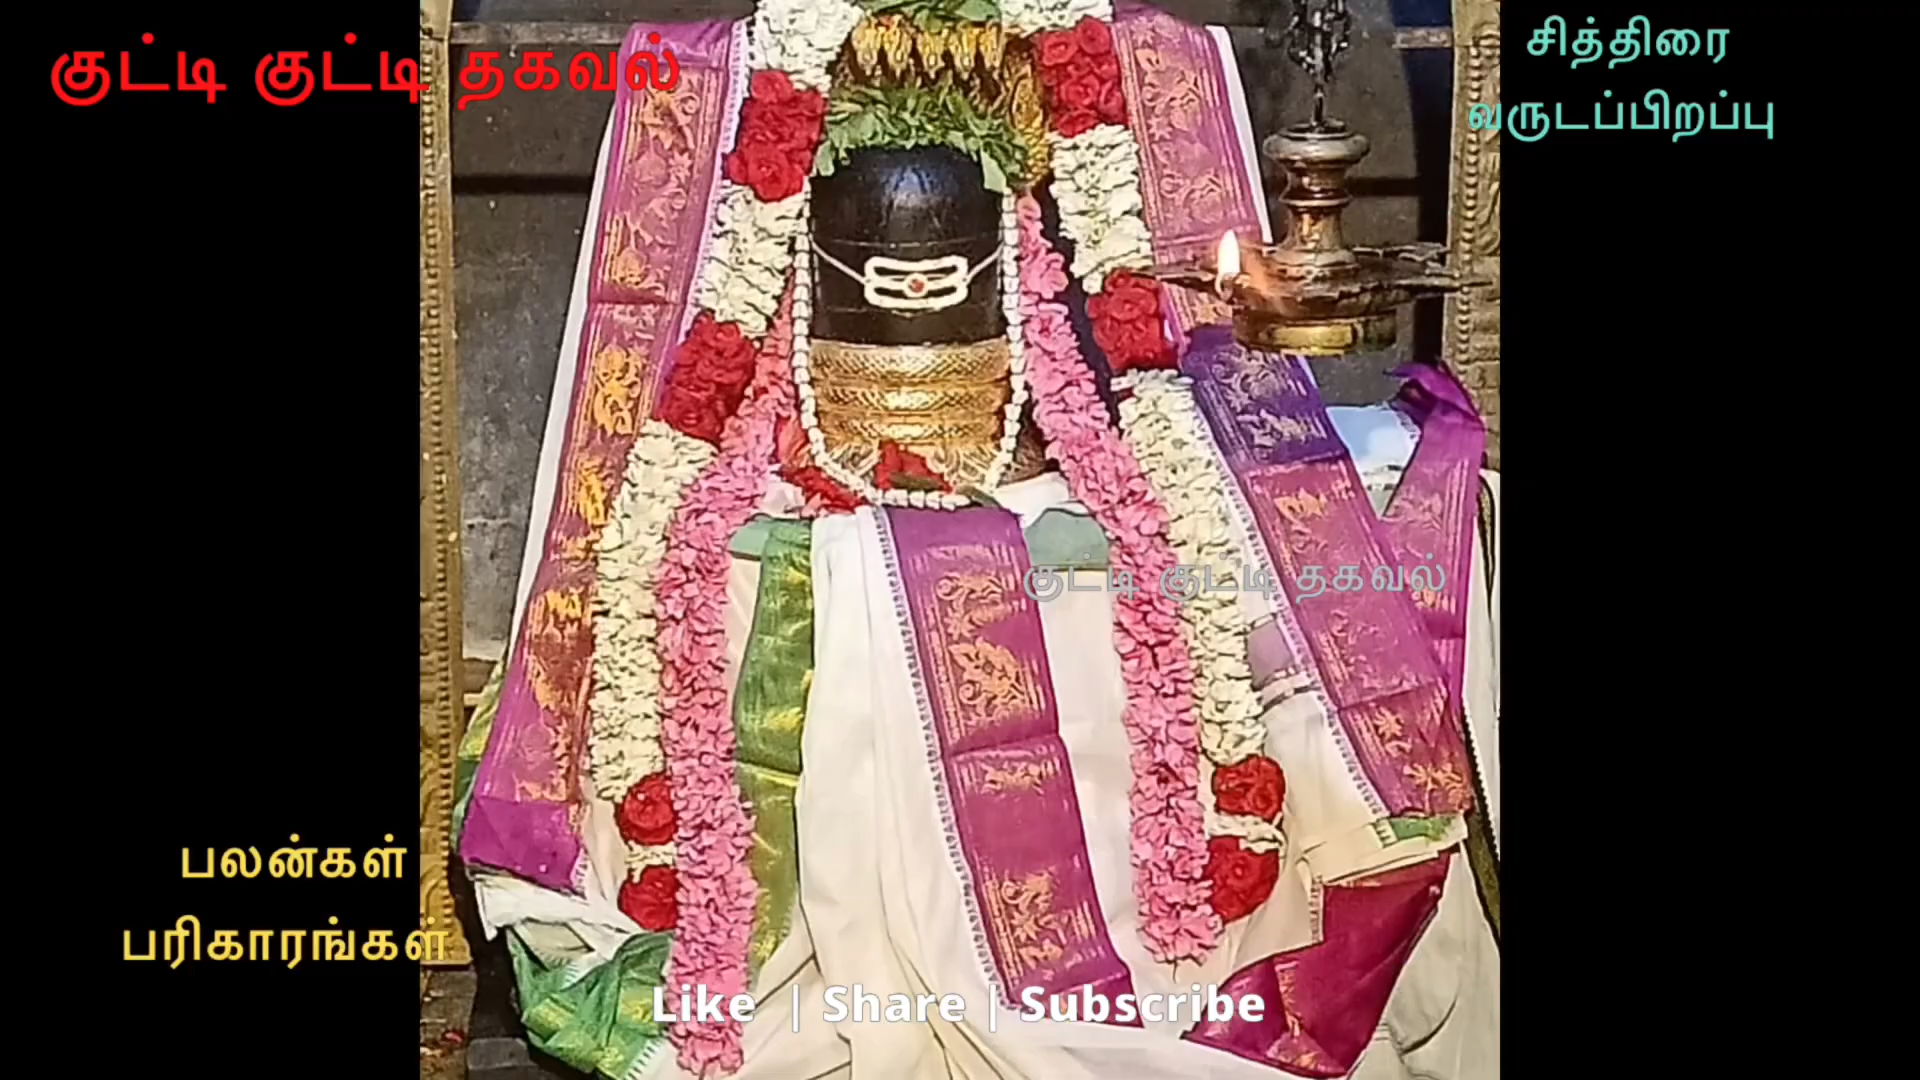 குட்டி குட்டி தகவல்
சித்திரை
வருடப்பிறப்பு
குட்டி குட்டி தகவல்
பலன்கள்
பரிகாரங்கள்
Like | Share | Subscribe